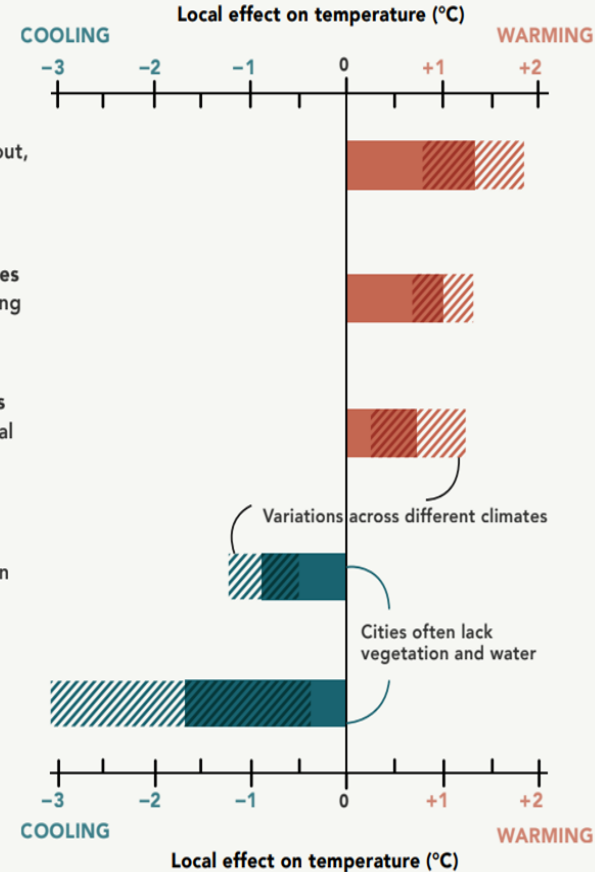 Local effect on temperature (°C)
COOLING WARMING
−3 −2 −1 0 +1 +2
out,
es
ng
s
al
Variations across different climates
n
Cities often lack
vegetation and water
−3 −2 −1 0 +1 +2
COOLING WARMING
Local effect on temperature (°C)